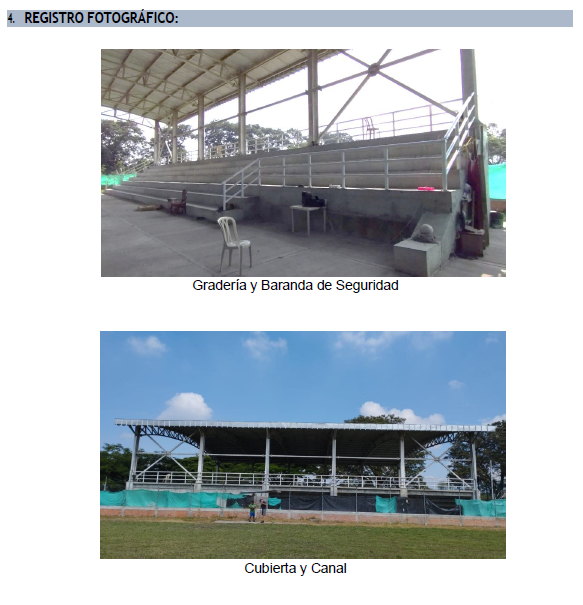 4. REGISTRO FOTOGRÁFICO:
Gradería y Baranda de Seguridad
Cubierta y Canal